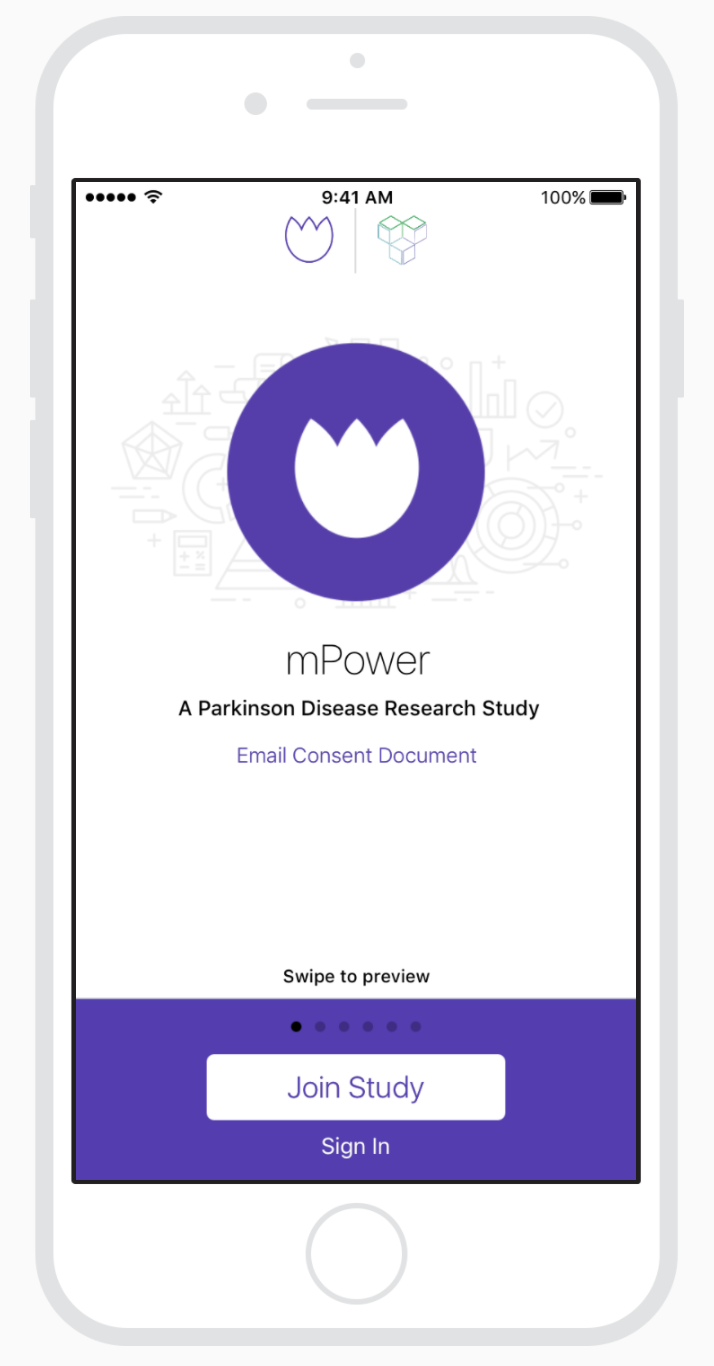 9:41 AM
100%
mPower
A Parkinson Disease Research Study
Email Consent Document
Swipe to preview
Join Study
Sign In